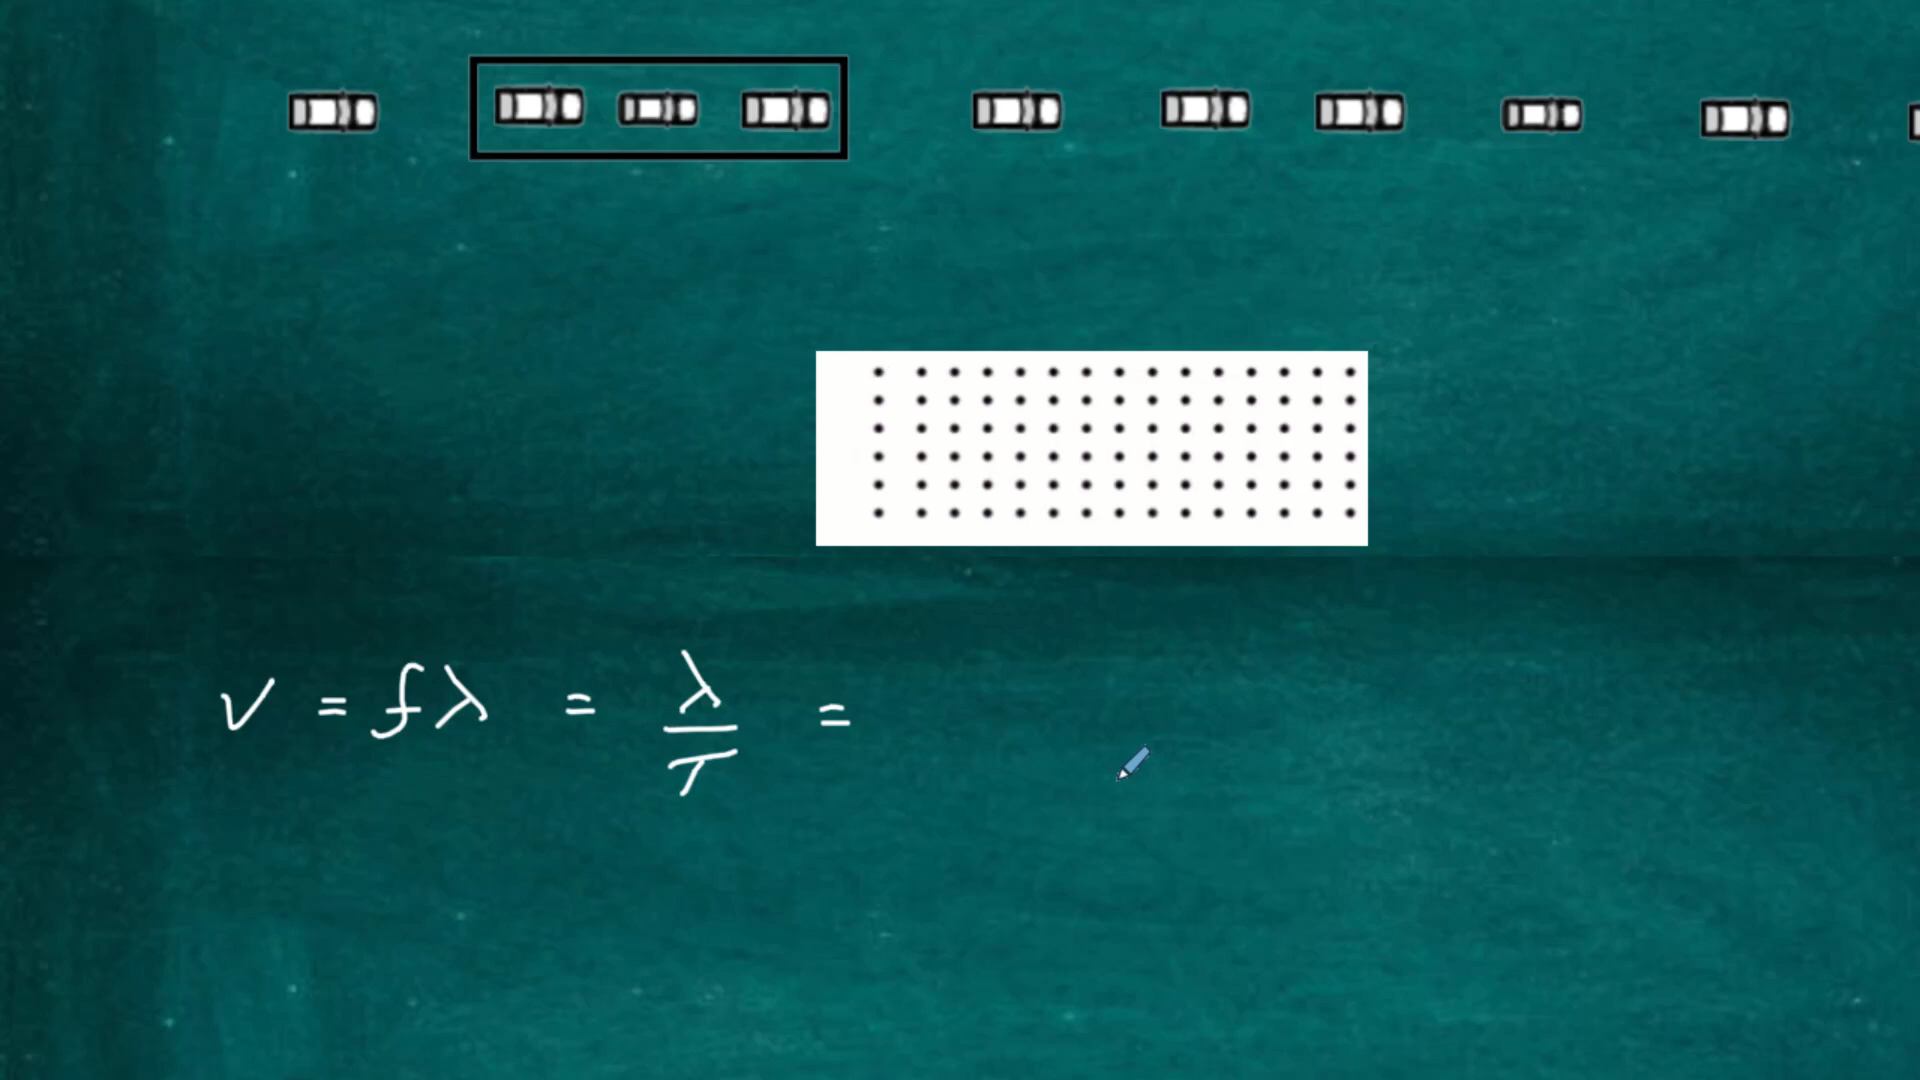 v = fλ = λ/T =